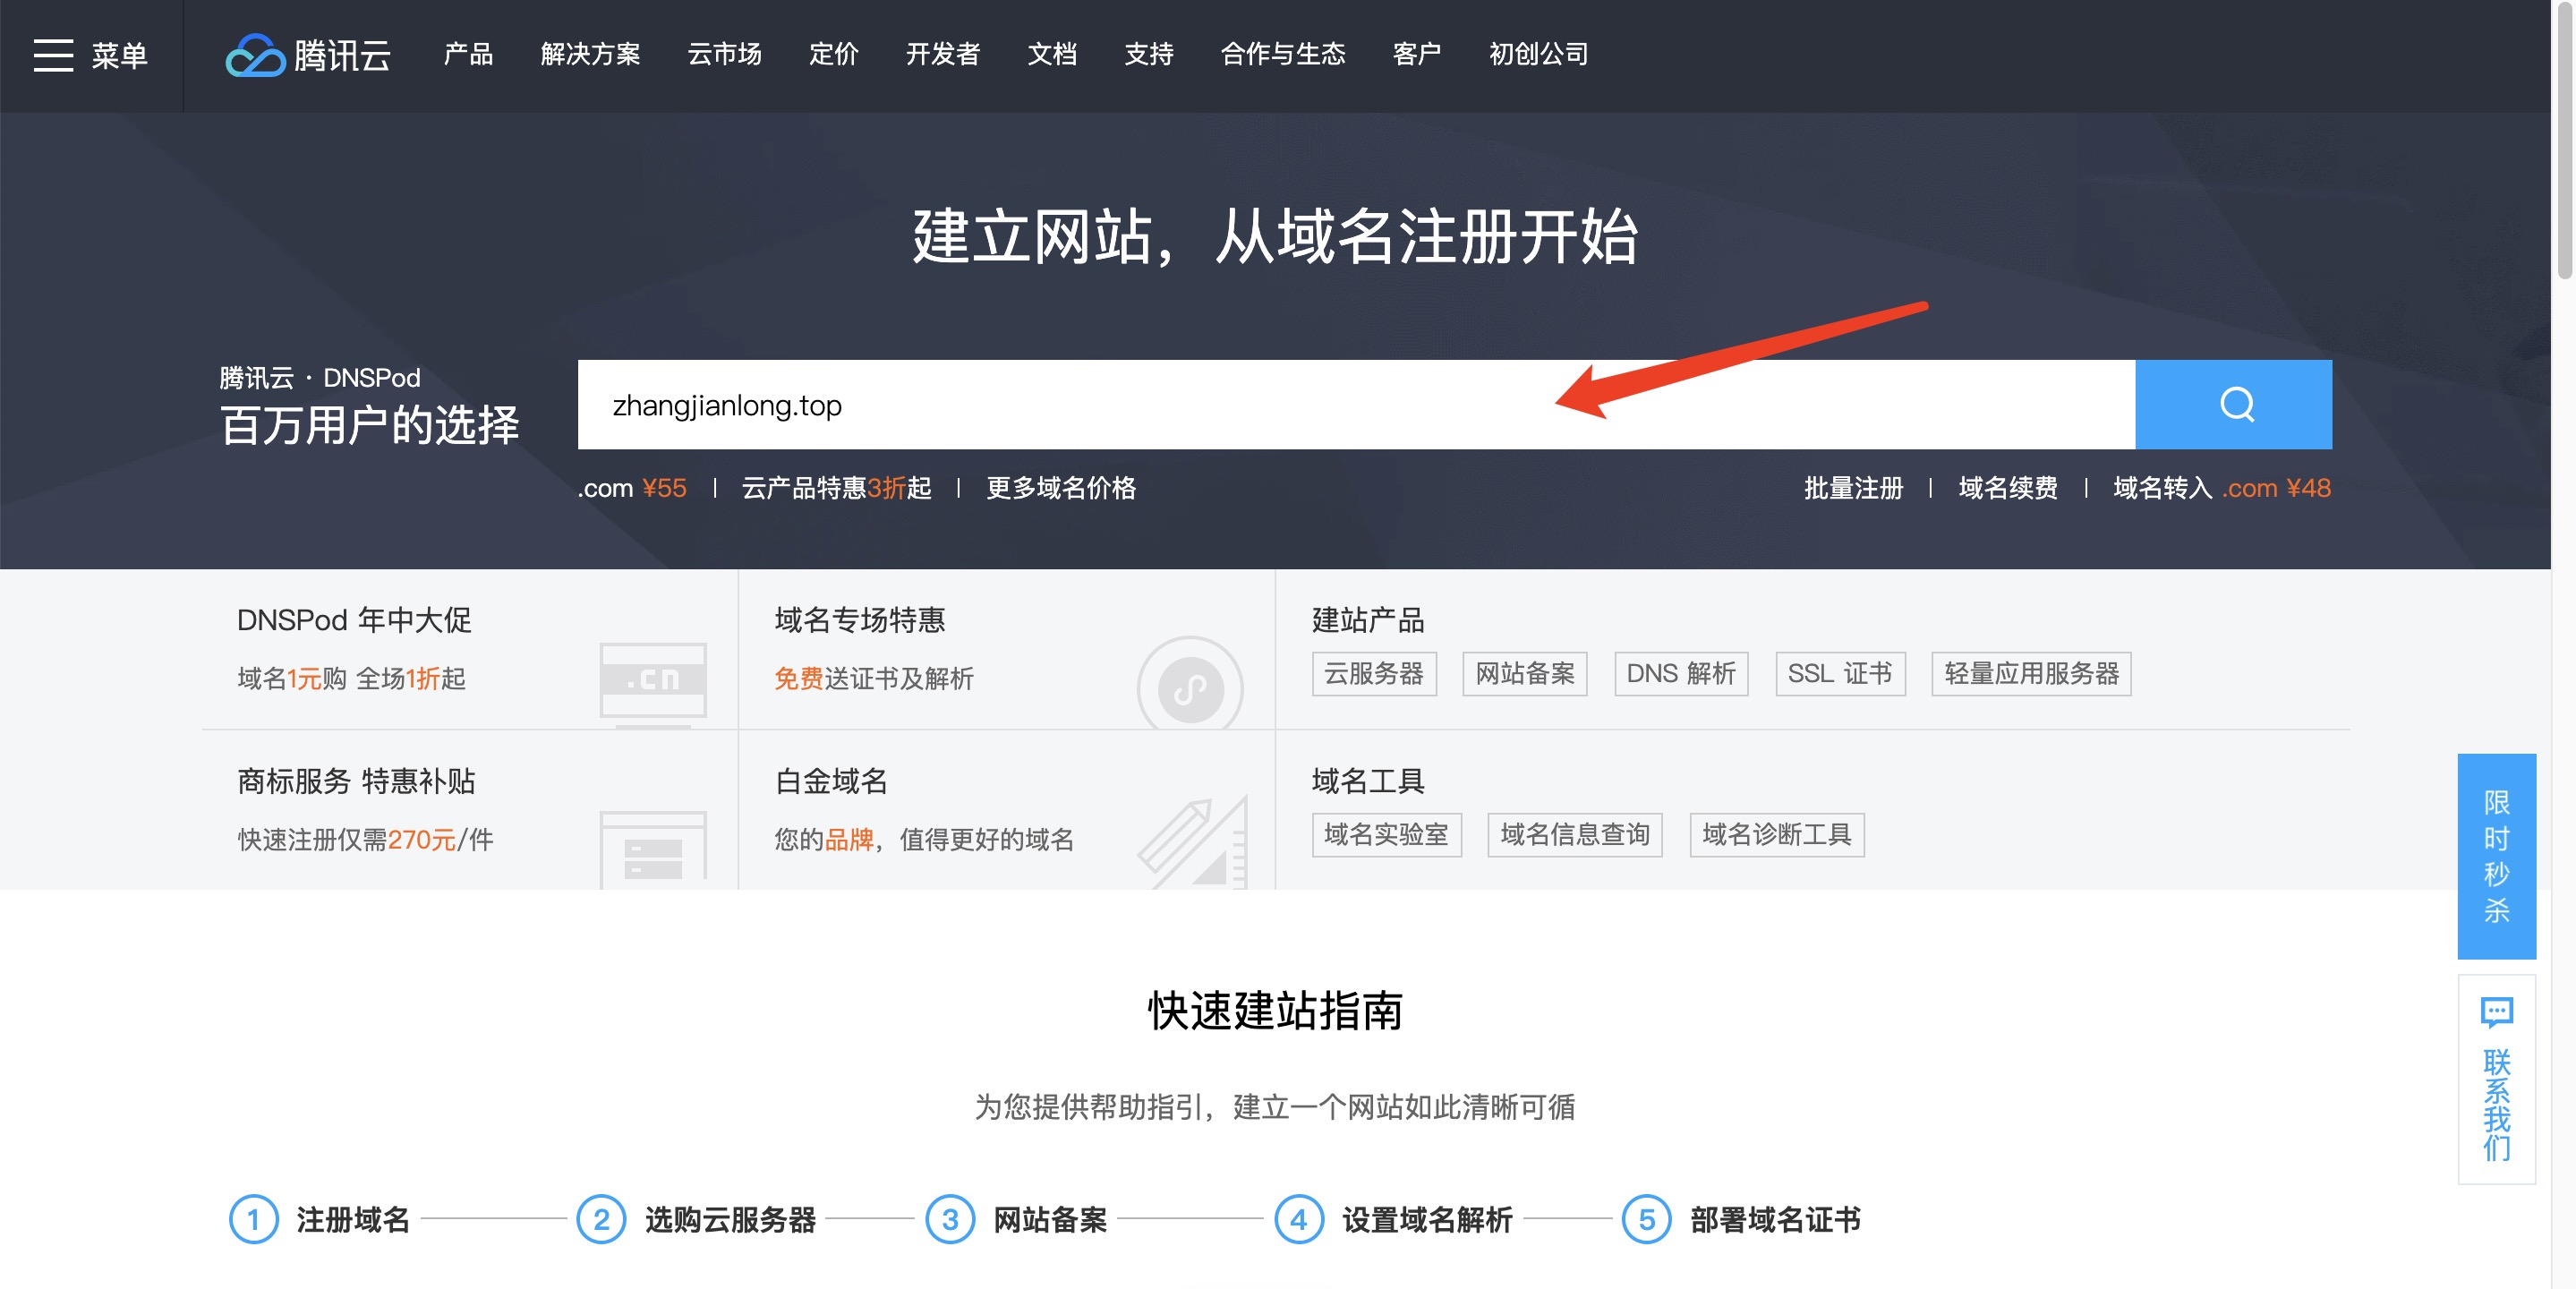 菜单 腾讯云 产品 解决方案 云市场 定价 开发者 文档 支持 合作与生态 客户 初创公司
建立网站，从域名注册开始
腾讯云 · DNSPod
百万用户的选择
zhangjianlong.top
.com ¥55 | 云产品特惠3折起 | 更多域名价格
批量注册 | 域名续费 | 域名转入 .com ¥48
DNSPod 年中大促
域名1元购 全场1折起
.cn
域名专场特惠
免费送证书及解析
建站产品
云服务器 网站备案 DNS 解析 SSL 证书 轻量应用服务器
商标服务 特惠补贴
快速注册仅需270元/件
白金域名
您的品牌，值得更好的域名
域名工具
域名实验室 域名信息查询 域名诊断工具
限时秒杀
联系我们
快速建站指南
为您提供帮助指引，建立一个网站如此清晰可循
1 注册域名 2 选购云服务器 3 网站备案 4 设置域名解析 5 部署域名证书